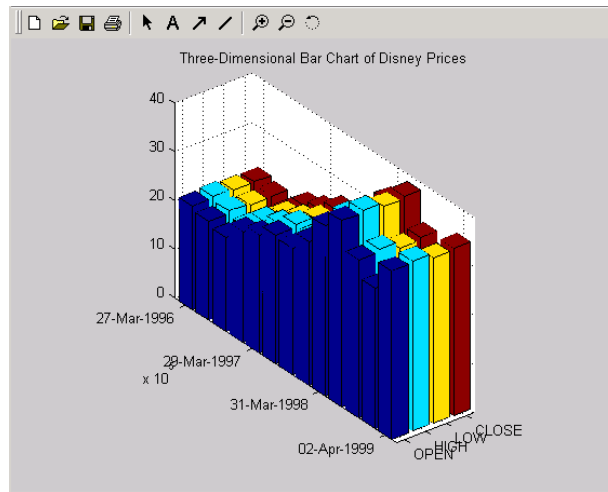 A
Three-Dimensional Bar Chart of Disney Prices
40
30
20
10
0
27-Mar-1996
29-Mar-1997
x 10
31-Mar-1998
02-Apr-1999
OPEN
HIGH
LOW
CLOSE